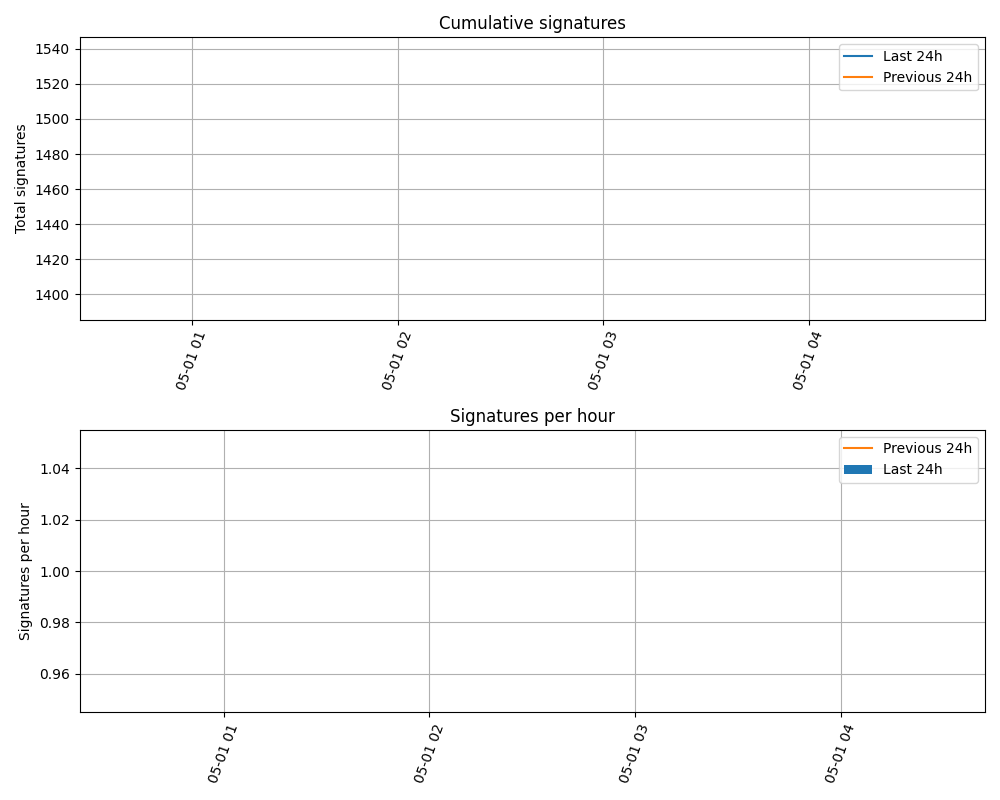 Cumulative signatures
Total signatures
1540
1520
1500
1480
1460
1440
1420
1400
Last 24h
Previous 24h
05-01 01
05-01 02
05-01 03
05-01 04
Signatures per hour
Signatures per hour
1.04
1.02
1.00
0.98
0.96
Previous 24h
Last 24h
05-01 01
05-01 02
05-01 03
05-01 04